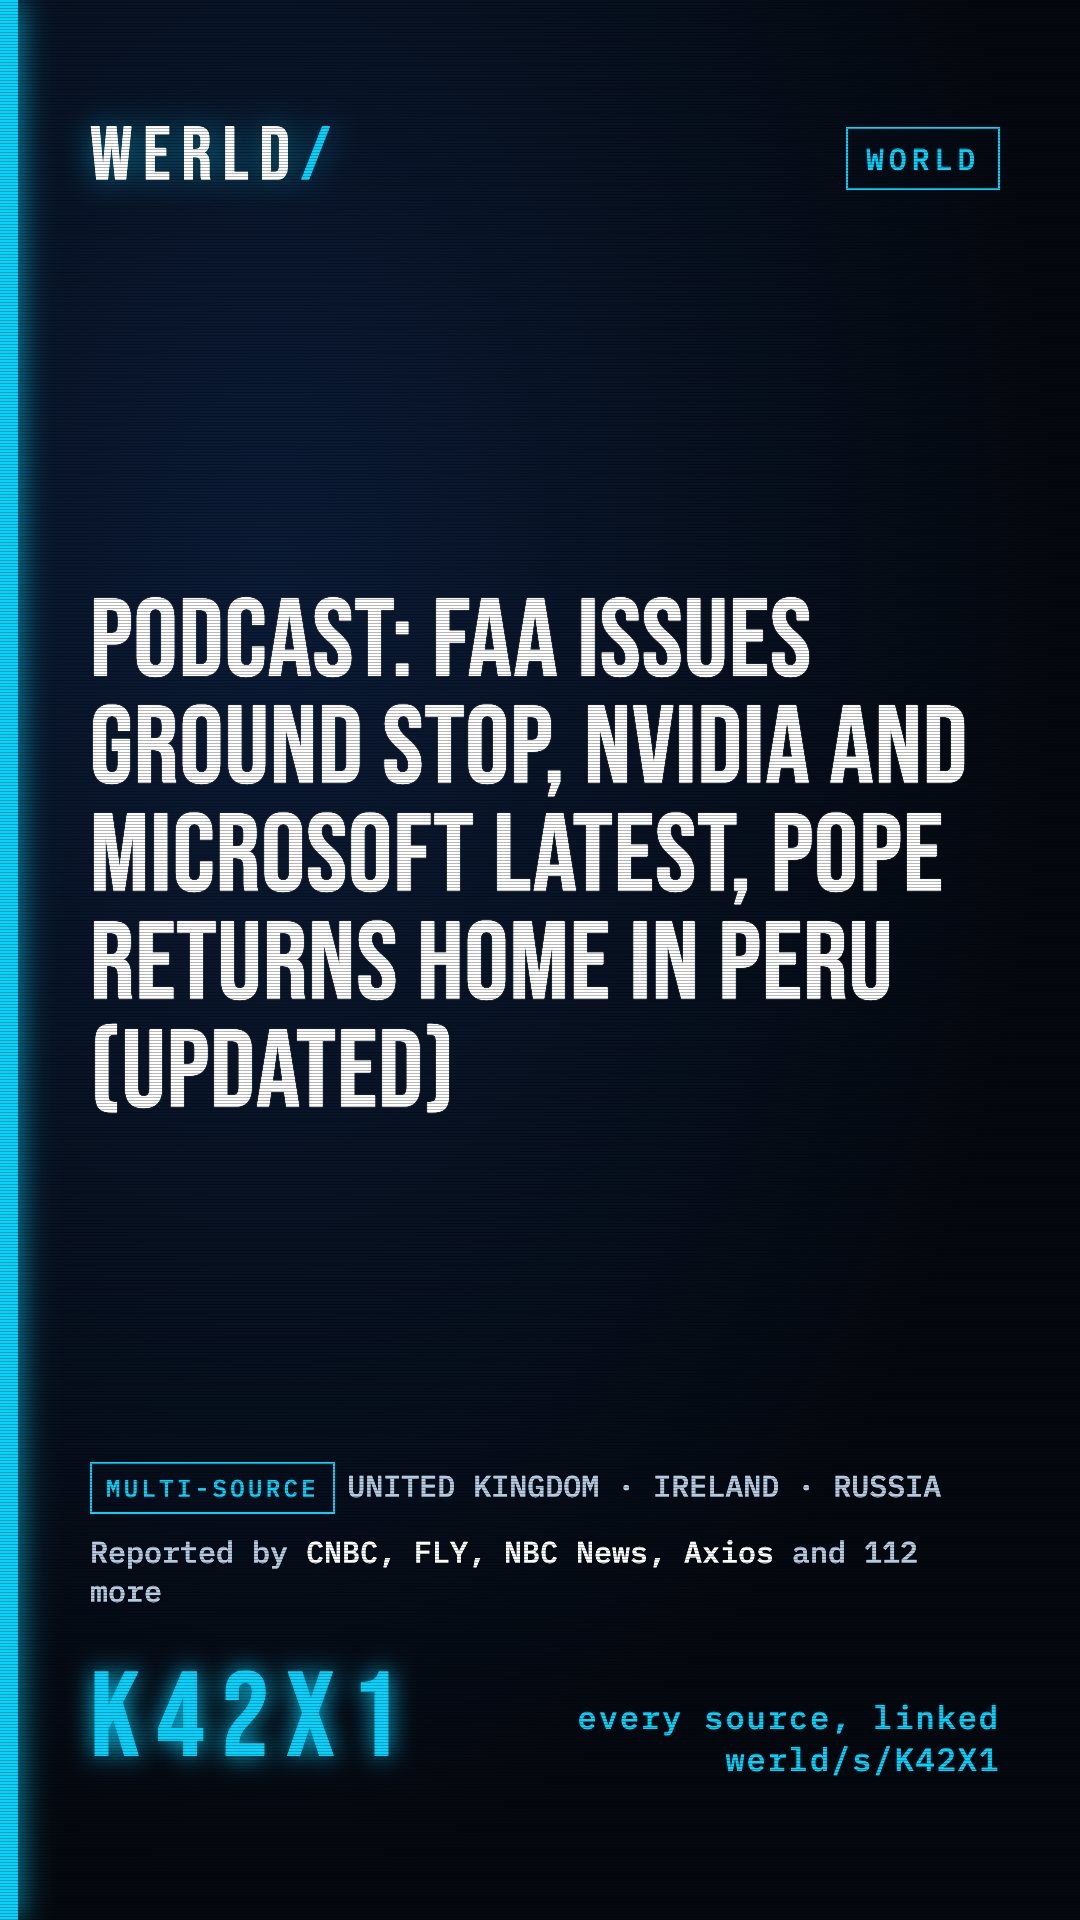 WERLD/
WORLD
PODCAST: FAA ISSUES
GROUND STOP, NVIDIA AND
MICROSOFT LATEST, POPE
RETURNS HOME IN PERU
(UPDATED)
MULTI-SOURCE UNITED KINGDOM · IRELAND · RUSSIA
Reported by CNBC, FLY, NBC News, Axios and 112
more
K42X1
every source, linked
werld/s/K42X1